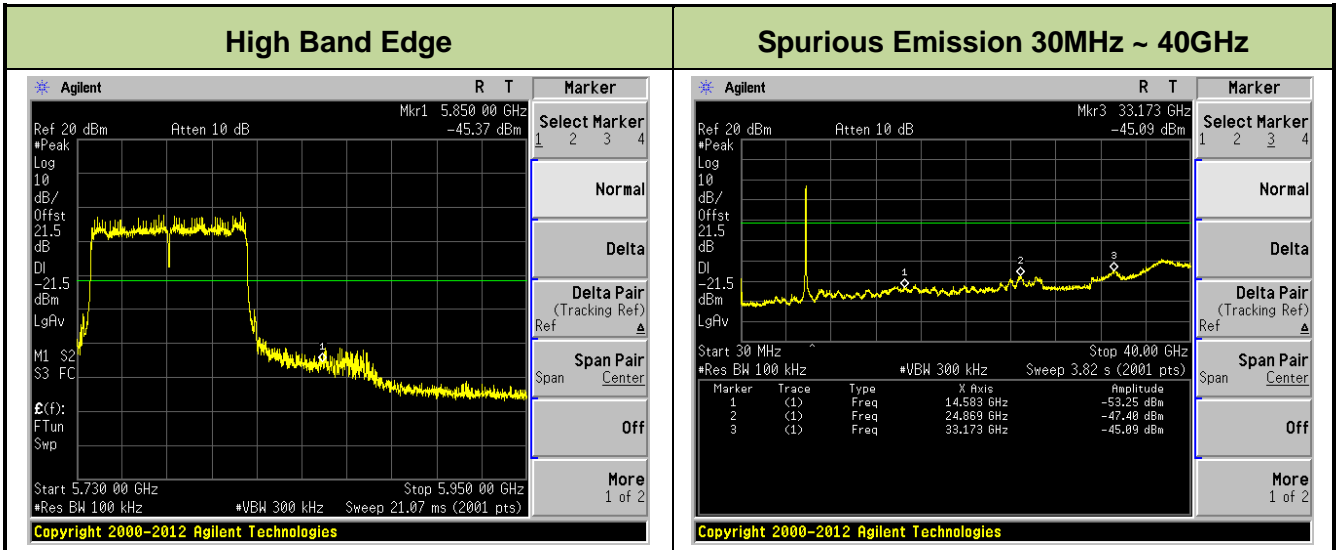 High Band Edge
Agilent R T
Mkr1 5.850 00 GHz
Ref 20 dBm Atten 10 dB -45.37 dBm
#Peak
Log
10
dB/
Offst
21.5
dB
DI
-21.5
dBm
LgAv
M1 S2
S3 FC
£(f):
FTun
Swp
1
Start 5.730 00 GHz Stop 5.950 00 GHz
#Res BW 100 kHz #VBW 300 kHz Sweep 21.07 ms (2001 pts)
Copyright 2000-2012 Agilent Technologies
Marker
Select Marker
1 2 3 4
Normal
Delta
Delta Pair
(Tracking Ref)
Ref Δ
Span Pair
Span Center
Off
More
1 of 2
Spurious Emission 30MHz ~ 40GHz
Agilent R T
Mkr3 33.173 GHz
Ref 20 dBm Atten 10 dB -45.09 dBm
#Peak
Log
10
dB/
Offst
21.5
dB
DI
-21.5
dBm
LgAv
1
2
3
Start 30 MHz ^ Stop 40.00 GHz
#Res BW 100 kHz #VBW 300 kHz Sweep 3.82 s (2001 pts)
Marker Trace Type X Axis Amplitude
1 (1) Freq 14.583 GHz -53.25 dBm
2 (1) Freq 24.869 GHz -47.40 dBm
3 (1) Freq 33.173 GHz -45.09 dBm
Copyright 2000-2012 Agilent Technologies
Marker
Select Marker
1 2 3 4
Normal
Delta
Delta Pair
(Tracking Ref)
Ref Δ
Span Pair
Span Center
Off
More
1 of 2